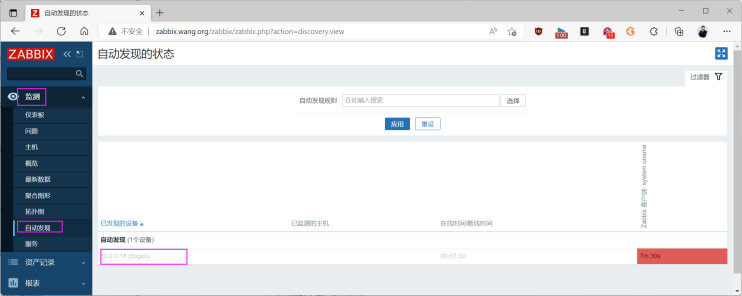 自动发现的状态
不安全 | zabbix.wang.org/zabbix/zabbix.php?action=discovery.view
ZABBIX
自动发现的状态
过滤器
监测
仪表板
问题
主机
概览
最新数据
聚合图形
拓扑图
自动发现
服务
资产记录
报表
自动发现规则 在此输入搜索 选择
应用 重设
Zabbix 客户端: system.uname
已发现的设备 已监测的主机 在线时间/断线时间
自动发现 (1个设备)
10.0.0.18 (bogon) 00:07:30 7m 30s